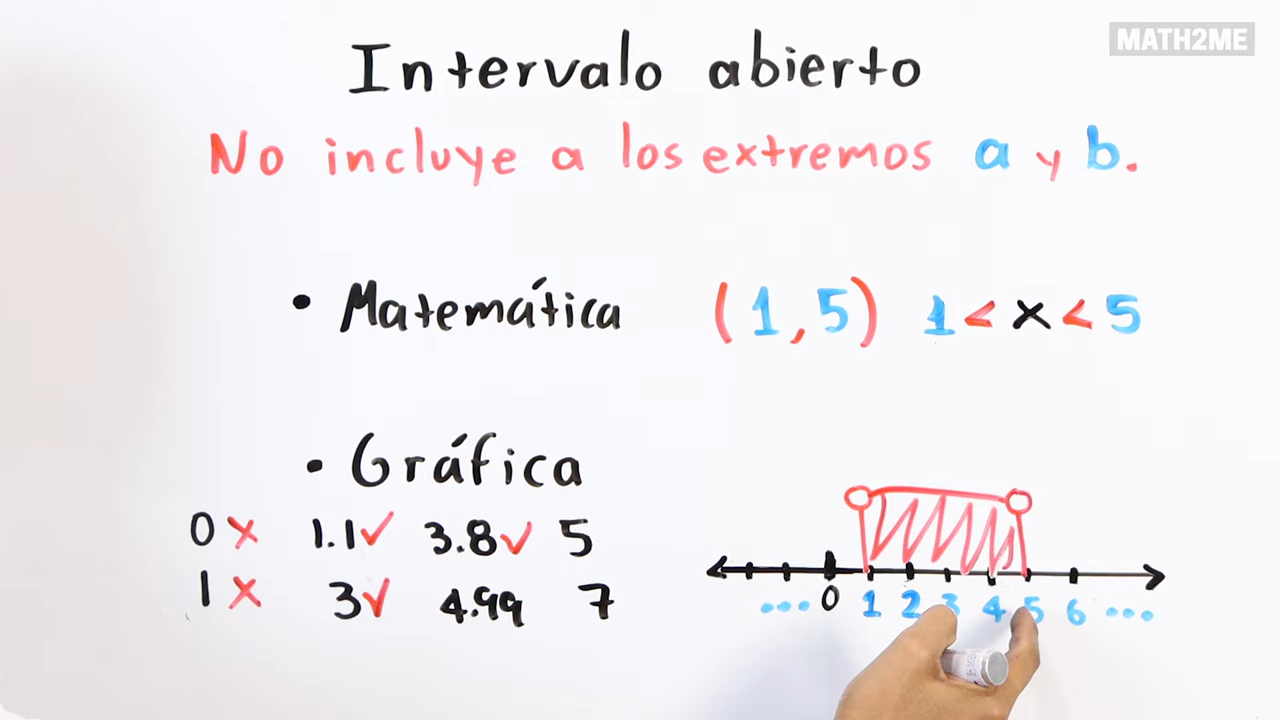 MATH2ME
Intervalo abierto
No incluye a los extremos a y b.
• Matemática (1,5) 1 < x < 5
• Gráfica
0 x 1.1 ✓ 3.8 ✓ 5
1 x 3 ✓ 4.99 7
... 0 1 2 3 4 5 6 ...